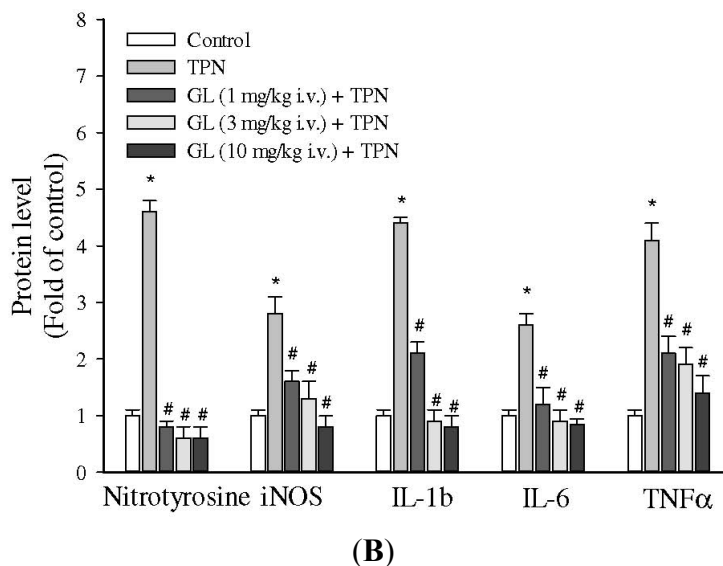 8
7
6
5
4
3
2
1
0
Protein level
(Fold of control)
Control
TPN
GL (1 mg/kg i.v.) + TPN
GL (3 mg/kg i.v.) + TPN
GL (10 mg/kg i.v.) + TPN
*
# # #
*
# # #
*
# # #
*
# # #
*
# # #
Nitrotyrosine iNOS IL-1b IL-6 TNFα
(B)